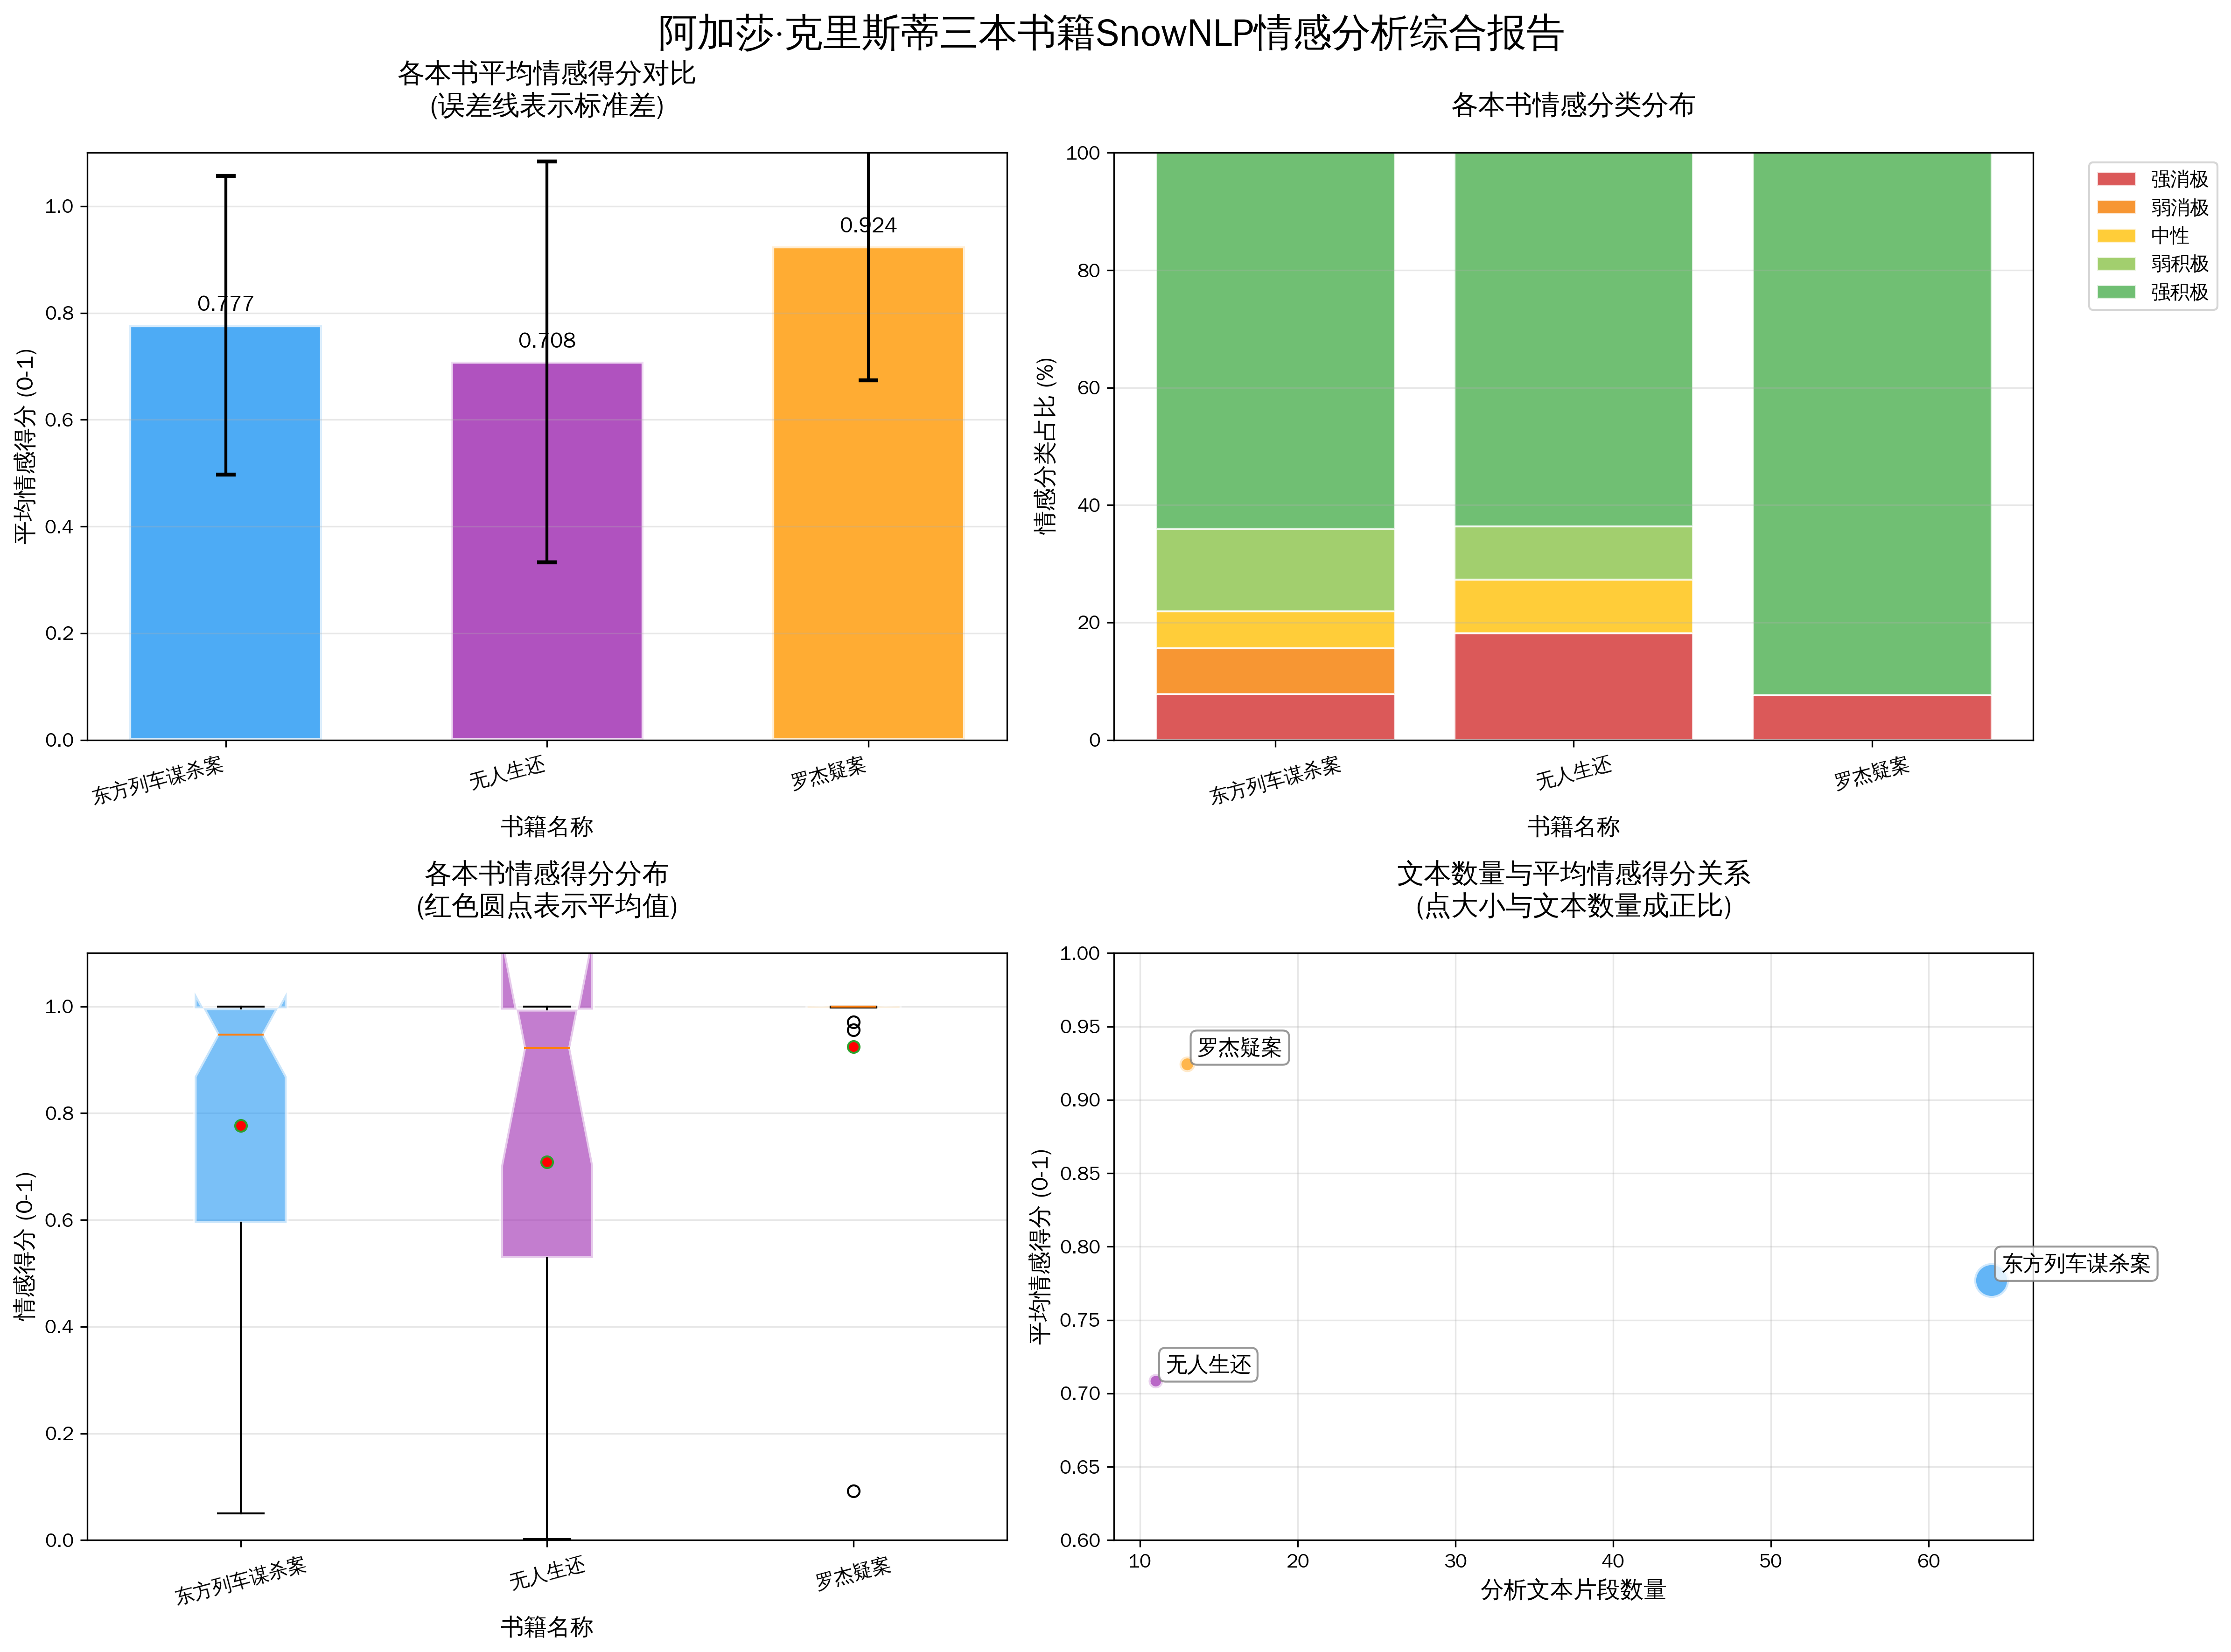 阿加莎·克里斯蒂三本书籍SnowNLP情感分析综合报告
各本书平均情感得分对比
(误差线表示标准差)
平均情感得分 (0-1)
1.0
0.8
0.6
0.4
0.2
0.0
0.777
0.708
0.924
东方列车谋杀案
无人生还
罗杰疑案
书籍名称
各本书情感分类分布
情感分类占比 (%)
100
80
60
40
20
0
东方列车谋杀案
无人生还
罗杰疑案
书籍名称
强消极
弱消极
中性
弱积极
强积极
各本书情感得分分布
(红色圆点表示平均值)
情感得分 (0-1)
1.0
0.8
0.6
0.4
0.2
0.0
东方列车谋杀案
无人生还
罗杰疑案
书籍名称
文本数量与平均情感得分关系
(点大小与文本数量成正比)
平均情感得分 (0-1)
1.00
0.95
0.90
0.85
0.80
0.75
0.70
0.65
0.60
罗杰疑案
东方列车谋杀案
无人生还
10
20
30
40
50
60
分析文本片段数量